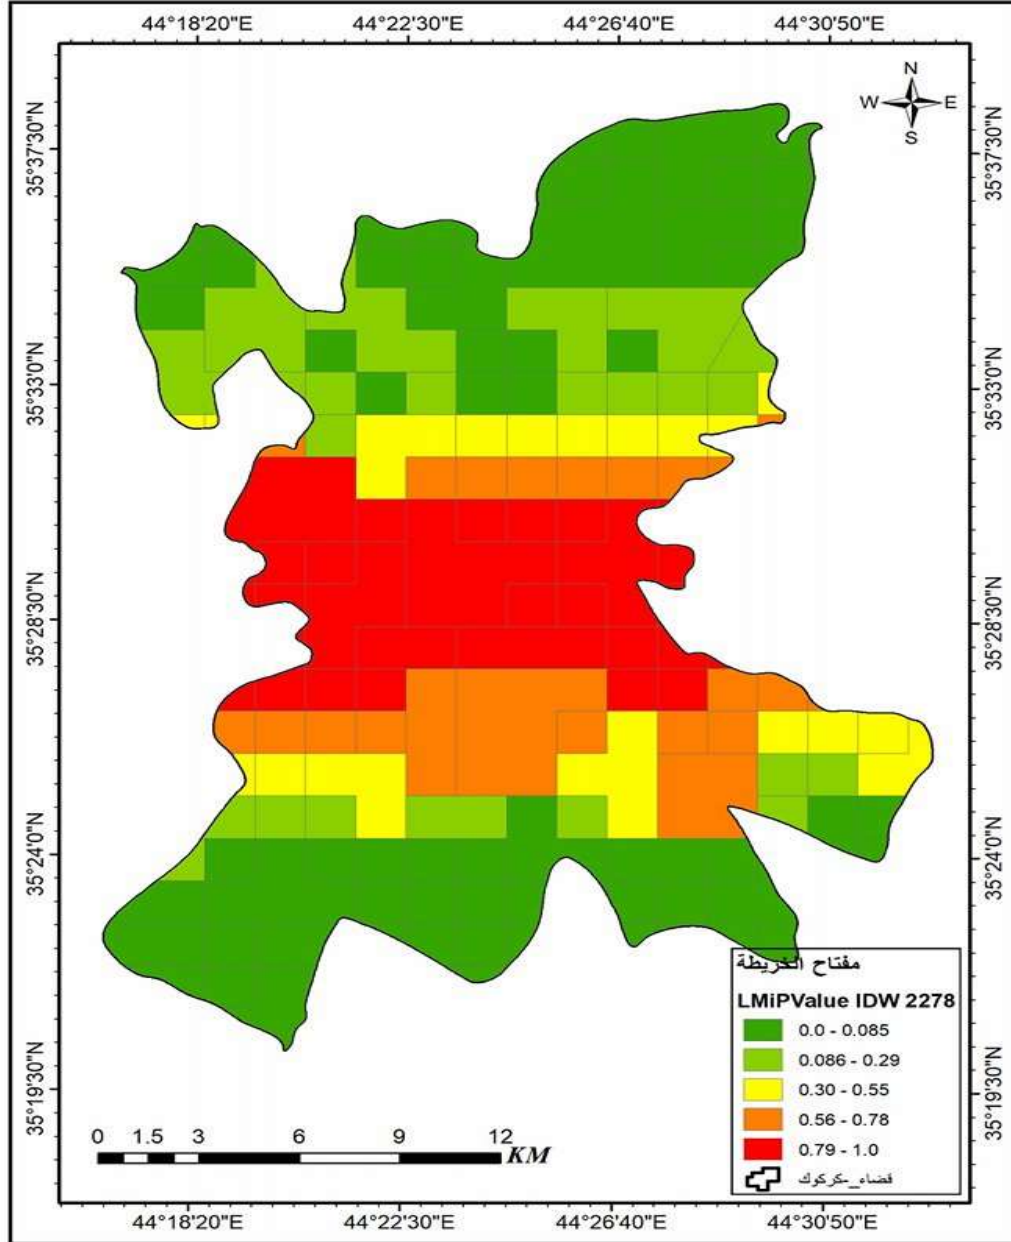 44°18'20"E 44°22'30"E 44°26'40"E 44°30'50"E
N
W E
S
35°37'30"N 35°37'30"N
35°33'0"N 35°33'0"N
35°28'30"N 35°28'30"N
35°24'0"N 35°24'0"N
35°19'30"N 35°19'30"N
مفتاح الخريطة
LMiPValue IDW 2278
0.0 - 0.085
0.086 - 0.29
0.30 - 0.55
0.56 - 0.78
0.79 - 1.0
قضاء_-كركوك
0 1.5 3 6 9 12
KM
44°18'20"E 44°22'30"E 44°26'40"E 44°30'50"E